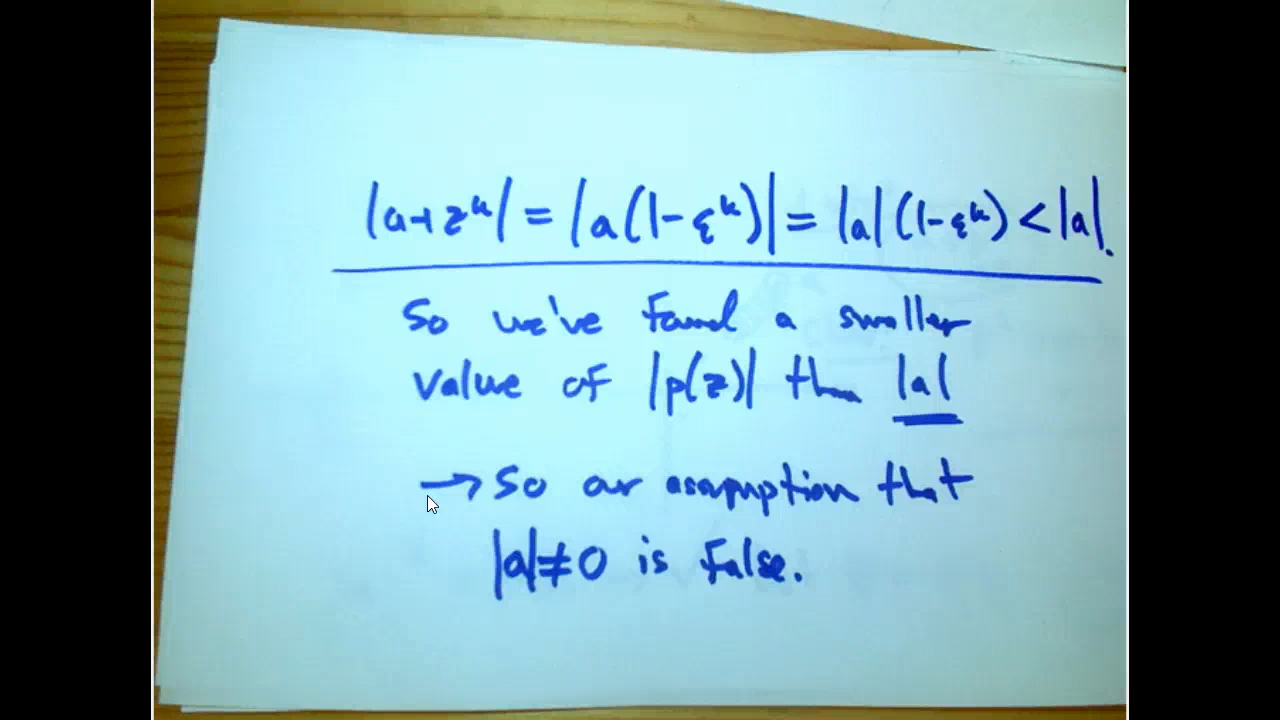 |a+z^k| = |a(1-ε^k)| = |a|(1-ε^k) < |a|.
So we've found a smaller
value of |p(z)| than |a|
→ So our assumption that
|a|≠0 is false.